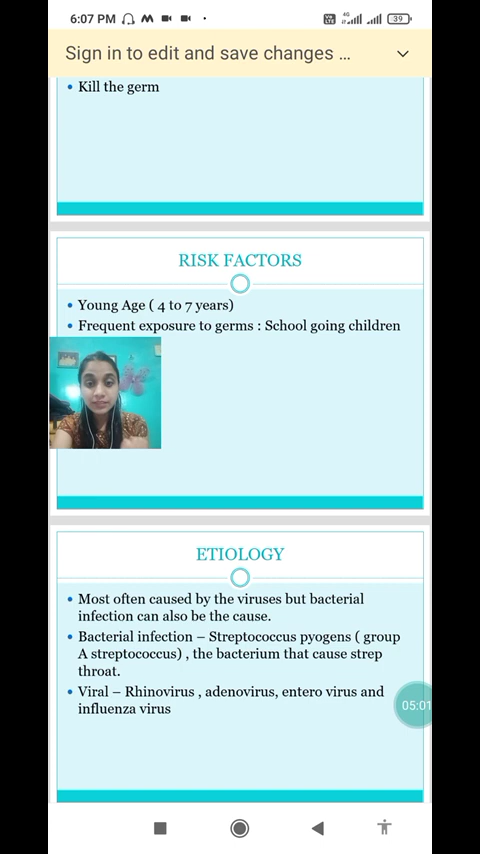 6:07 PM
4G
39
Sign in to edit and save changes ...
• Kill the germ
RISK FACTORS
• Young Age ( 4 to 7 years)
• Frequent exposure to germs : School going children
ETIOLOGY
• Most often caused by the viruses but bacterial
infection can also be the cause.
• Bacterial infection – Streptococcus pyogens ( group
A streptococcus) , the bacterium that cause strep
throat.
• Viral – Rhinovirus , adenovirus, entero virus and
influenza virus
05:01